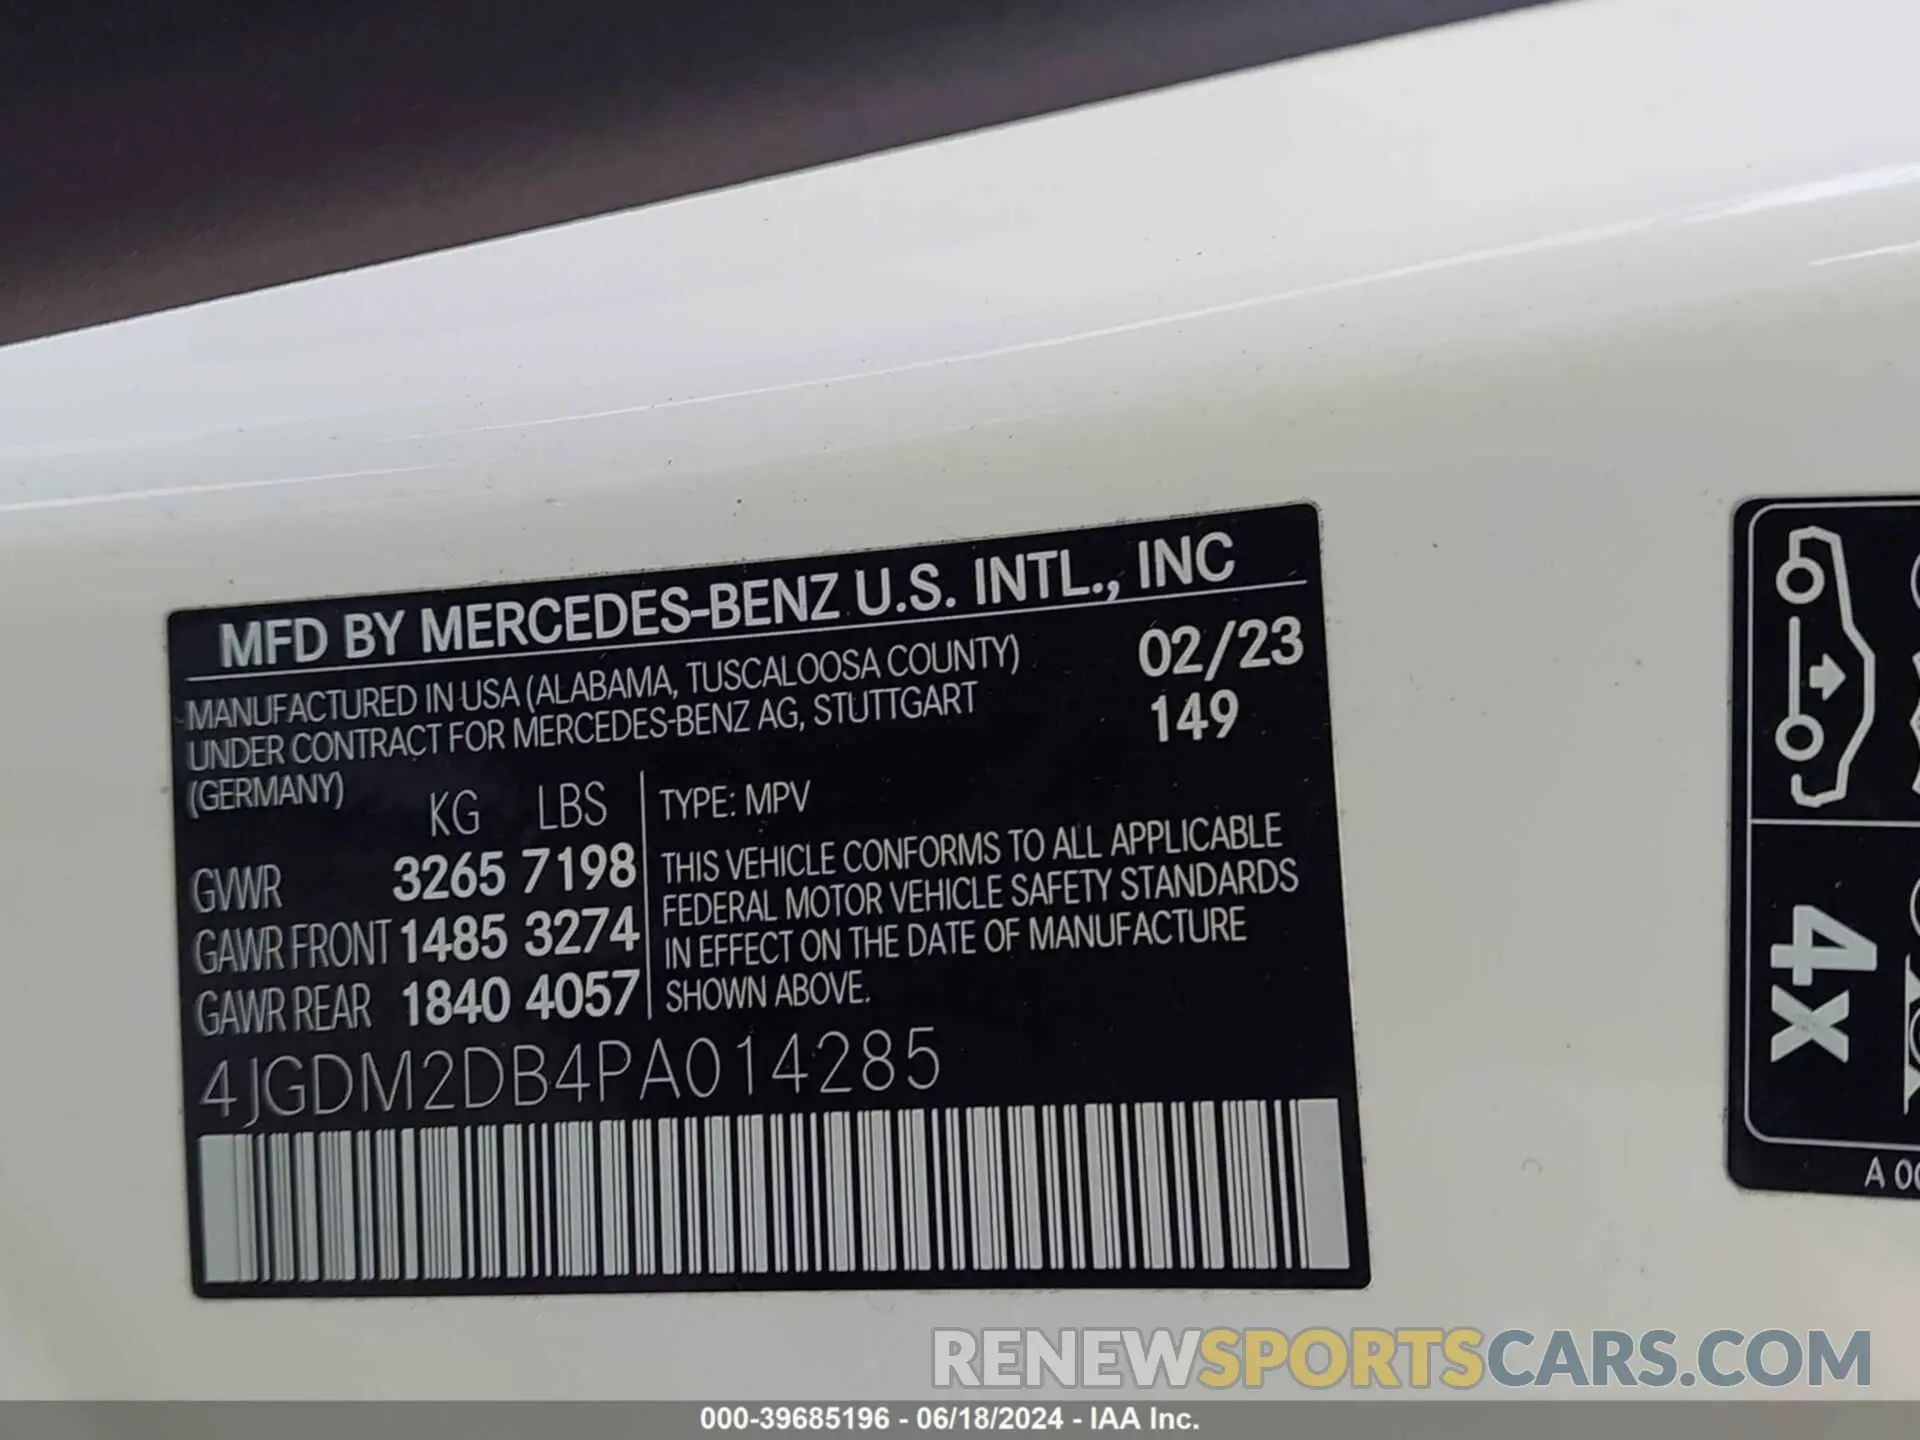 MFD BY MERCEDES-BENZ U.S. INTL., INC
MANUFACTURED IN USA (ALABAMA, TUSCALOOSA COUNTY) 02/23
UNDER CONTRACT FOR MERCEDES-BENZ AG, STUTTGART 149
(GERMANY)
KG LBS TYPE: MPV
GVWR 3265 7198
GAWR FRONT 1485 3274
GAWR REAR 1840 4057
THIS VEHICLE CONFORMS TO ALL APPLICABLE
FEDERAL MOTOR VEHICLE SAFETY STANDARDS
IN EFFECT ON THE DATE OF MANUFACTURE
SHOWN ABOVE.
4JGDM2DB4PA014285
4x
A 00
RENEWSPORTSCARS.COM
000-39685196 - 06/18/2024 - IAA Inc.